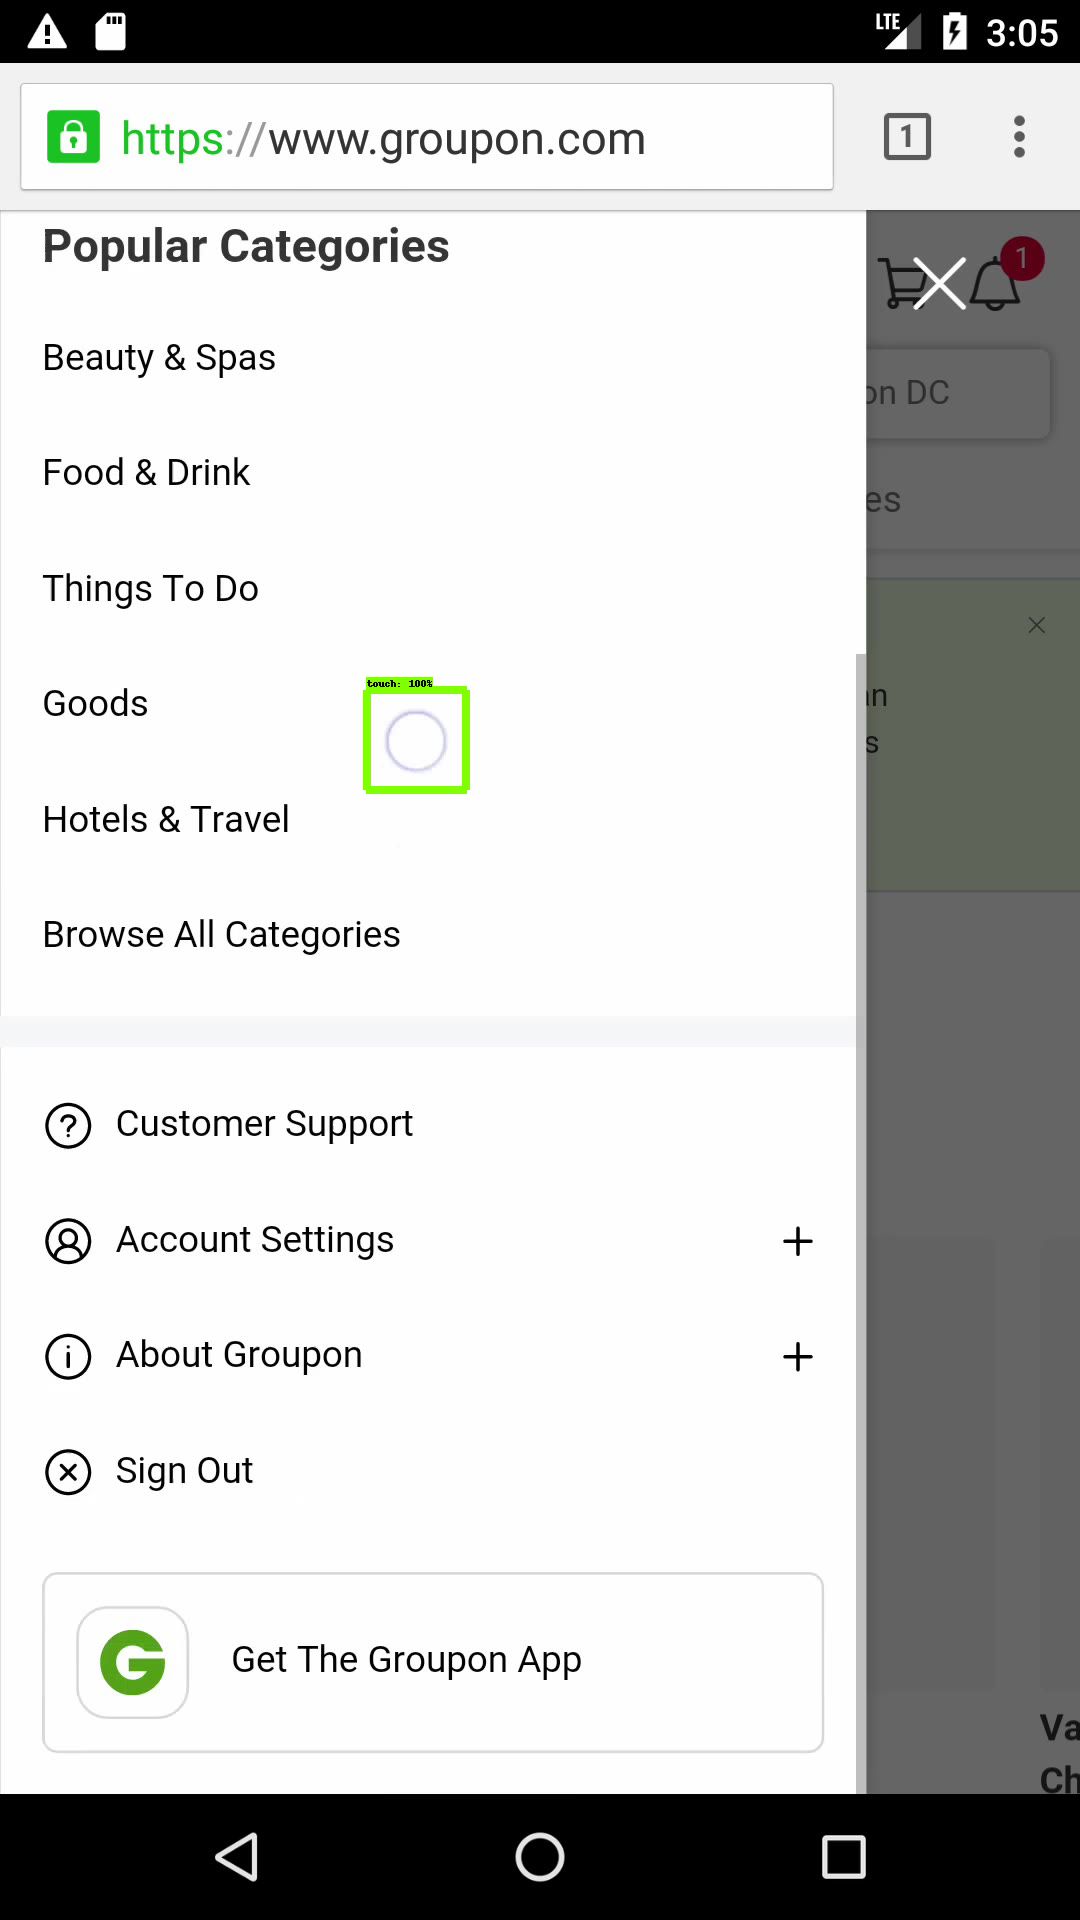 LTE 3:05
https://www.groupon.com 1
Popular Categories
1
Beauty & Spas
on DC
Food & Drink
es
Things To Do
touch: 100%
an
Goods
s
Hotels & Travel
Browse All Categories
Customer Support
Account Settings
About Groupon
Sign Out
G Get The Groupon App
Va
Ch